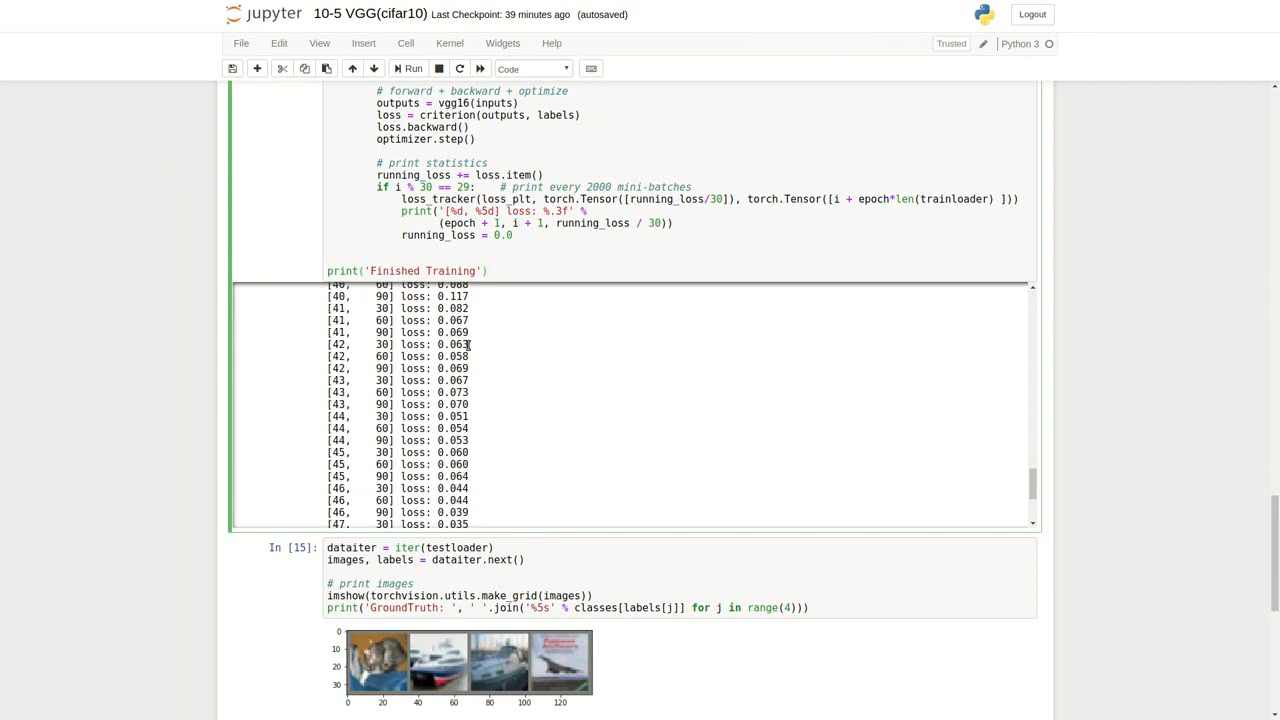 jupyter 10-5 VGG(cifar10) Last Checkpoint: 39 minutes ago (autosaved) Logout
File Edit View Insert Cell Kernel Widgets Help Trusted Python 3
Run Code
# forward + backward + optimize
outputs = vgg16(inputs)
loss = criterion(outputs, labels)
loss.backward()
optimizer.step()
# print statistics
running_loss += loss.item()
if i % 30 == 29:    # print every 2000 mini-batches
loss_tracker(loss_plt, torch.Tensor([running_loss/30]), torch.Tensor([i + epoch*len(trainloader) ]))
print('[%d, %5d] loss: %.3f' %
(epoch + 1, i + 1, running_loss / 30))
running_loss = 0.0
print('Finished Training')
[40,    60] loss: 0.088
[40,    90] loss: 0.117
[41,    30] loss: 0.082
[41,    60] loss: 0.067
[41,    90] loss: 0.069
[42,    30] loss: 0.063
[42,    60] loss: 0.058
[42,    90] loss: 0.069
[43,    30] loss: 0.067
[43,    60] loss: 0.073
[43,    90] loss: 0.070
[44,    30] loss: 0.051
[44,    60] loss: 0.054
[44,    90] loss: 0.053
[45,    30] loss: 0.060
[45,    60] loss: 0.060
[45,    90] loss: 0.064
[46,    30] loss: 0.044
[46,    60] loss: 0.044
[46,    90] loss: 0.039
[47,    30] loss: 0.035
In [15]: dataiter = iter(testloader)
images, labels = dataiter.next()
# print images
imshow(torchvision.utils.make_grid(images))
print('GroundTruth: ', ' '.join('%5s' % classes[labels[j]] for j in range(4)))
0
10
20
30
0 20 40 60 80 100 120